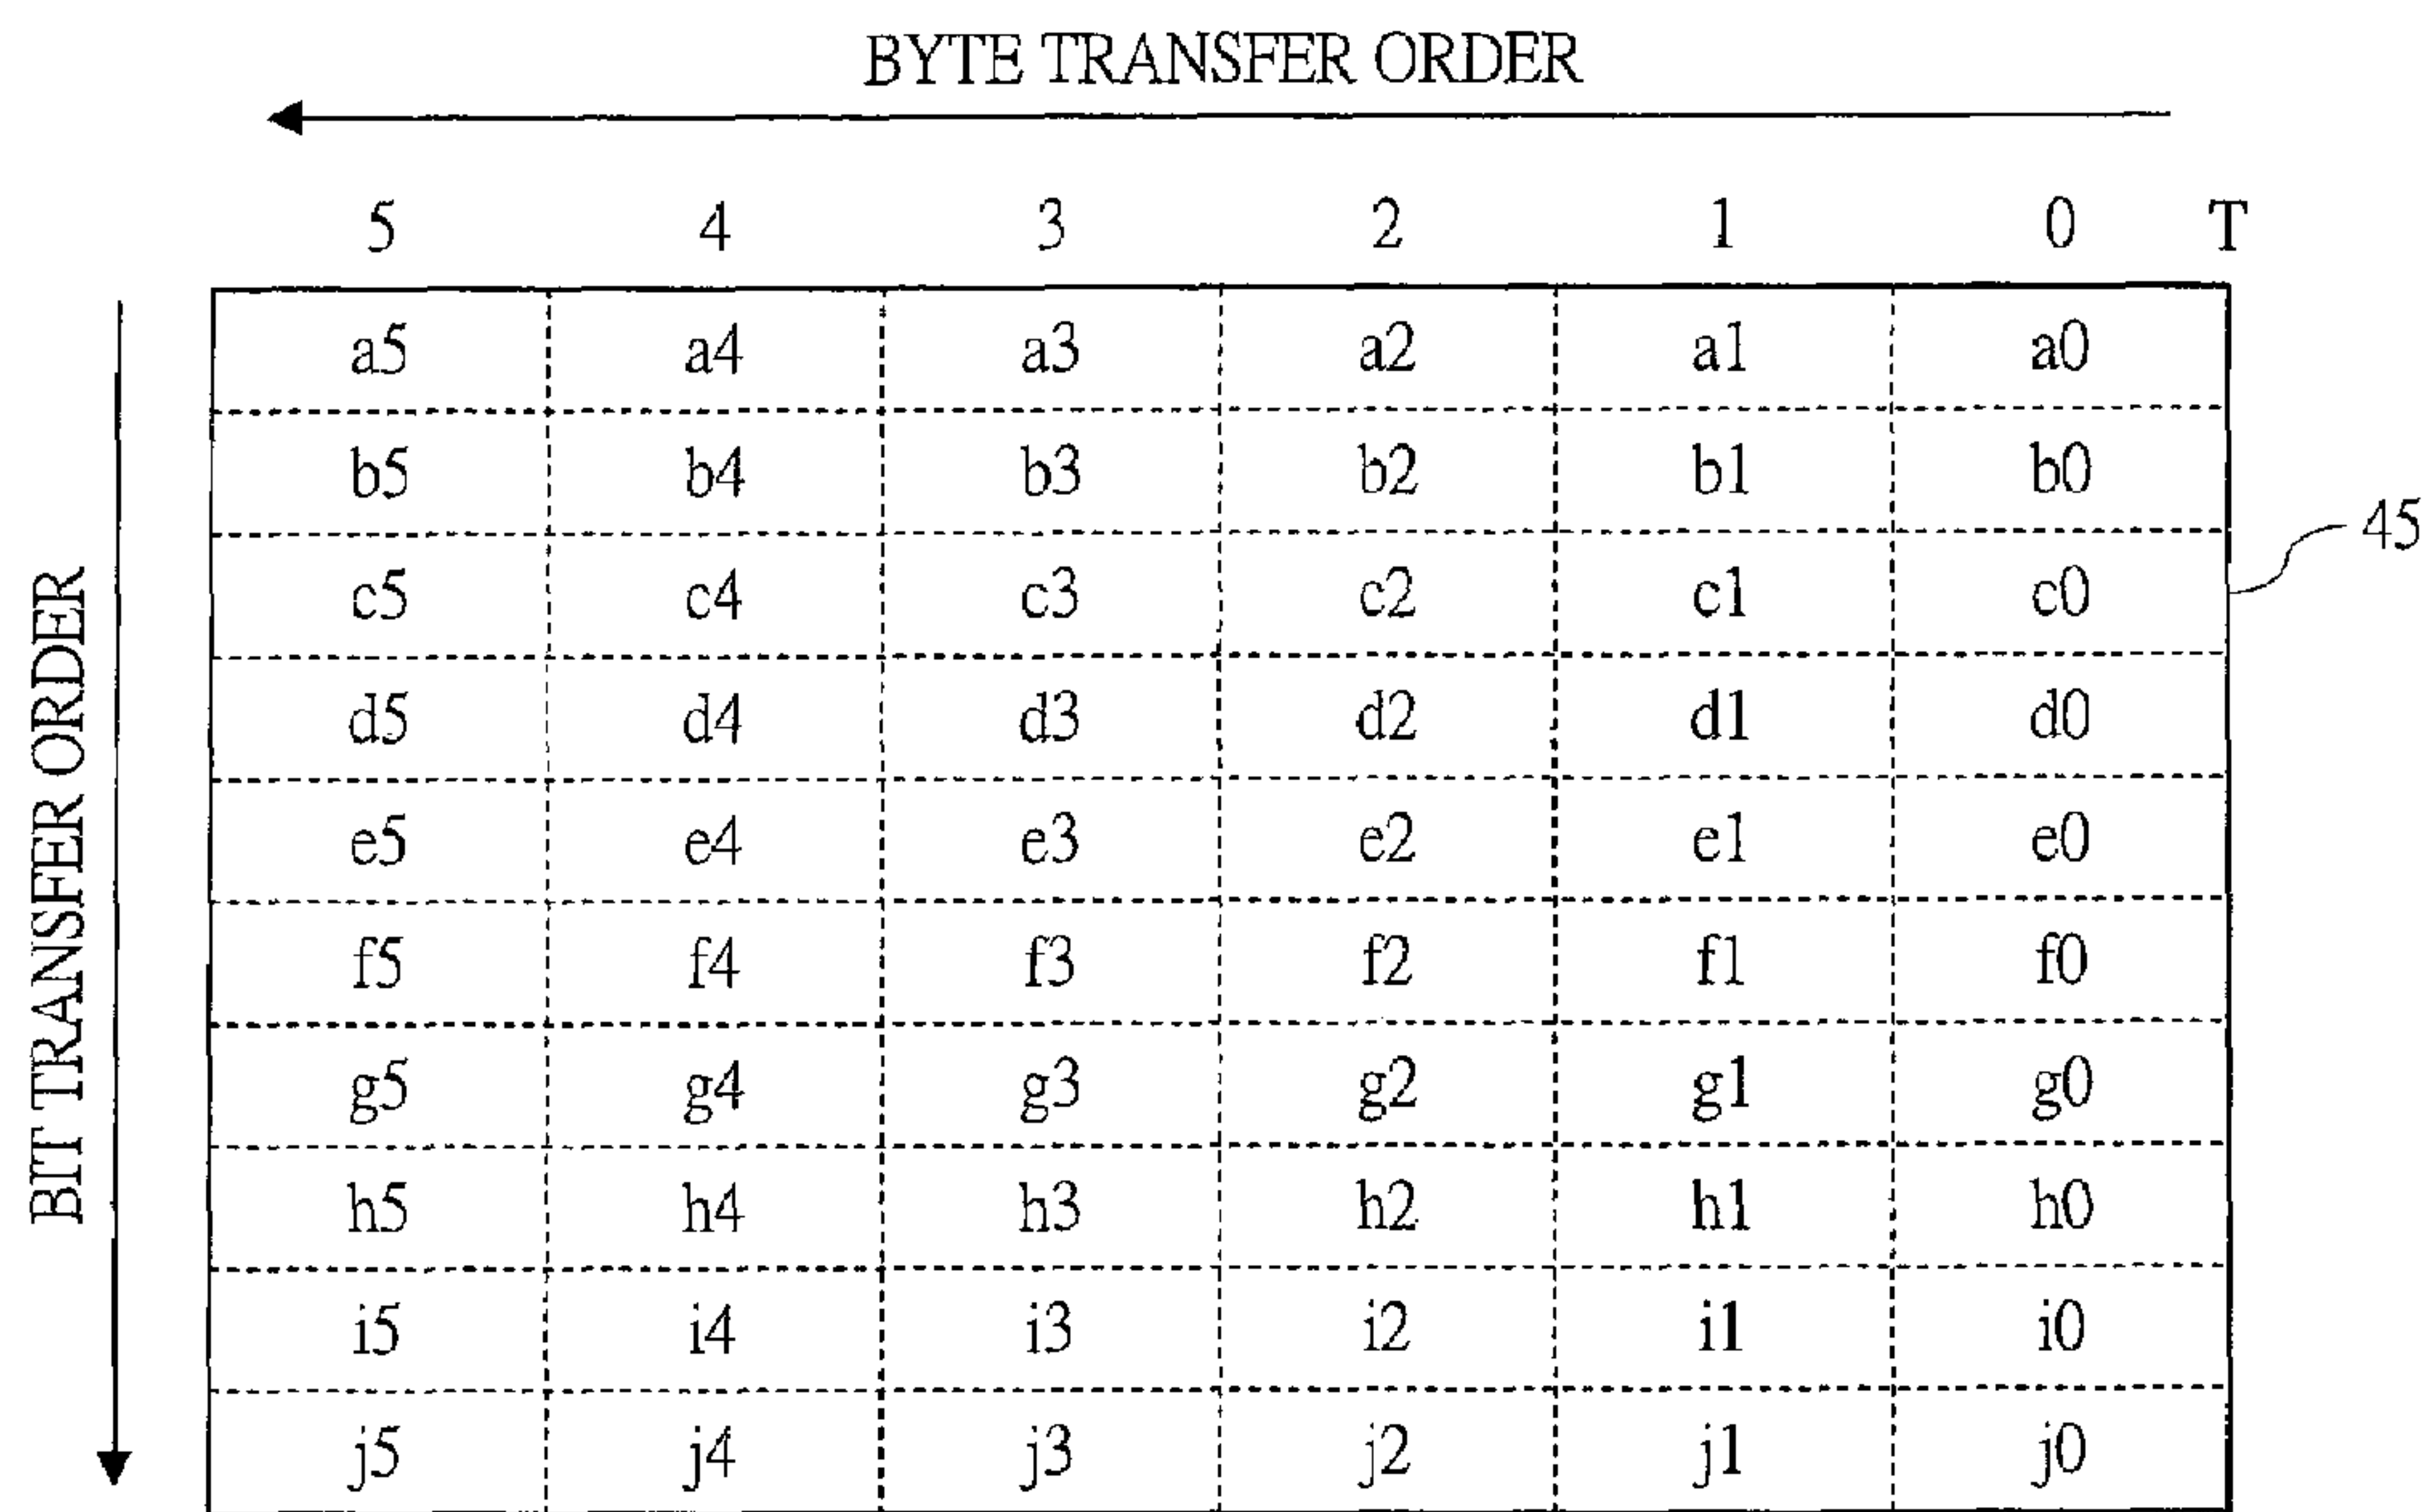 BYTE TRANSFER ORDER
5 4 3 2 1 0 T
a5 a4 a3 a2 a1 a0
b5 b4 b3 b2 b1 b0
45
c5 c4 c3 c2 c1 c0
d5 d4 d3 d2 d1 d0
e5 e4 e3 e2 e1 e0
f5 f4 f3 f2 f1 f0
g5 g4 g3 g2 g1 g0
h5 h4 h3 h2 h1 h0
i5 i4 i3 i2 i1 i0
j5 j4 j3 j2 j1 j0
BIT TRANSFER ORDER